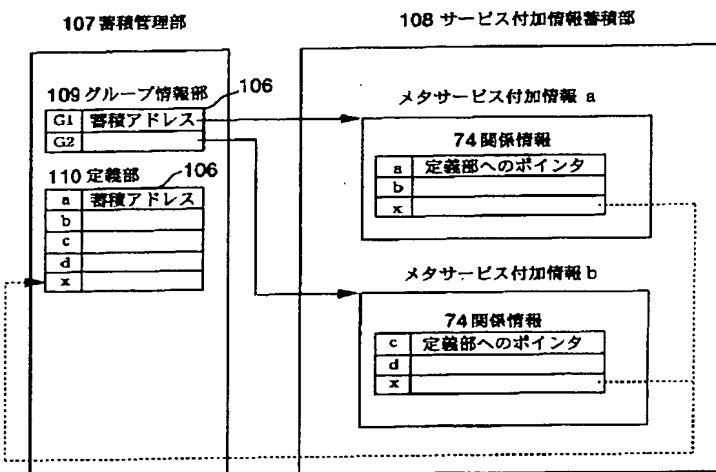 107 蓄積管理部
109 グループ情報部
106
G1 蓄積アドレス
G2
110 定義部
106
a 蓄積アドレス
b
c
d
x
108 サービス付加情報蓄積部
メタサービス付加情報 a
74 関係情報
a 定義部へのポインタ
b
x
メタサービス付加情報 b
74 関係情報
c 定義部へのポインタ
d
x